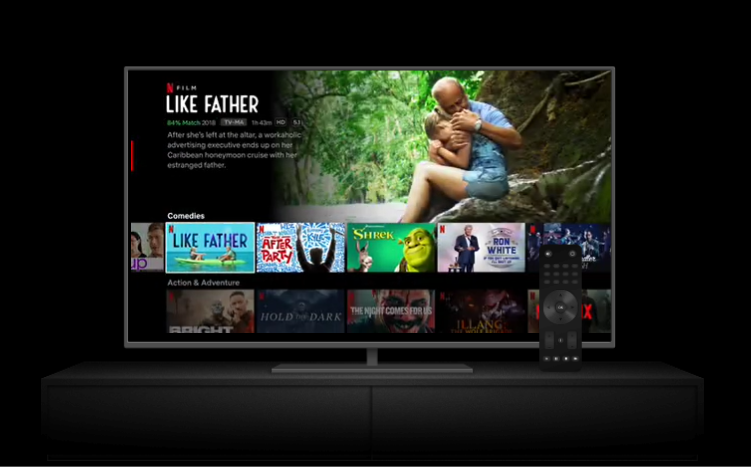 N FILM
LIKE FATHER
84% Match 2018 TV-MA 1h 43m HD 5.1
After she's left at the altar, a workaholic
advertising executive ends up on her
Caribbean honeymoon cruise with her
estranged father.
Comedies
N LIKE FATHER
N THE AFTER PARTY KYLE
SHREK
N RON WHITE
Action & Adventure
BRIGHT
HOLD THE DARK
THE NIGHT COMES FOR US
ILLANG